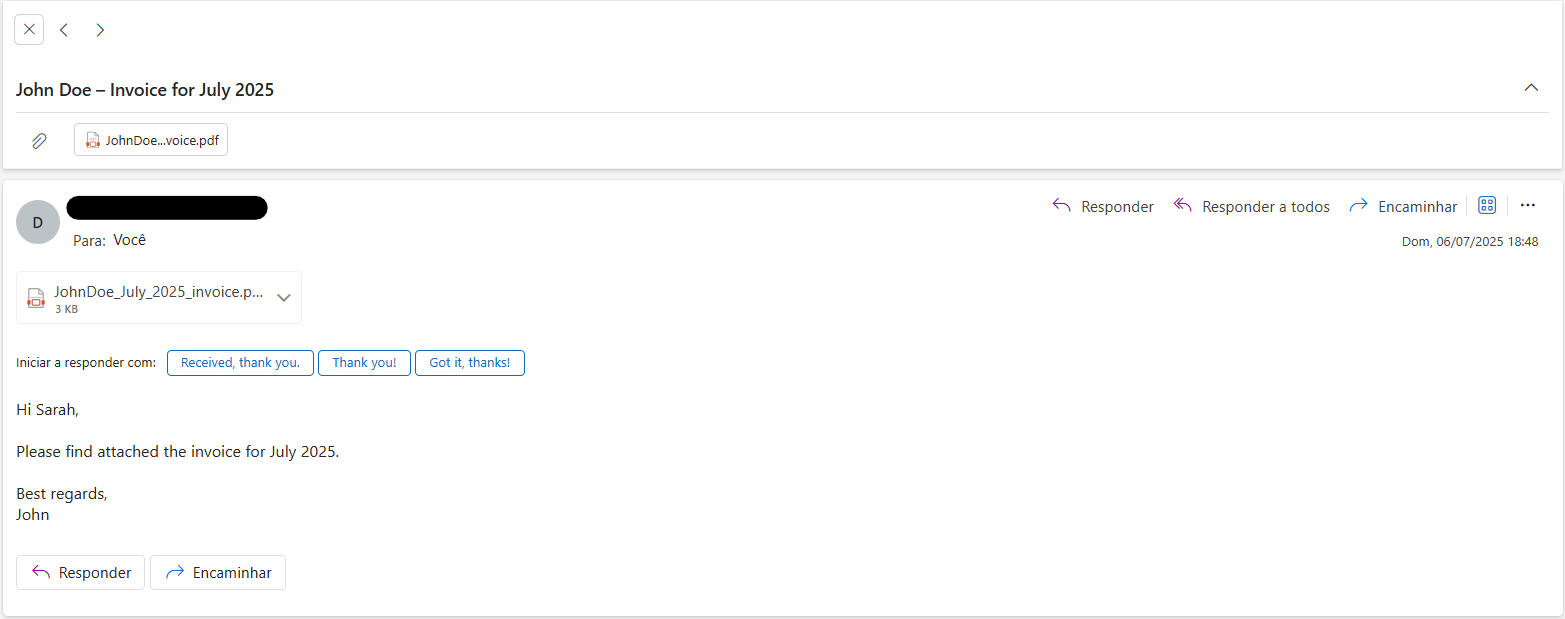 John Doe – Invoice for July 2025
JohnDoe...voice.pdf
D
Responder
Responder a todos
Encaminhar
Para: Você
Dom, 06/07/2025 18:48
JohnDoe_July_2025_invoice.p...
3 KB
Iniciar a responder com: Received, thank you. Thank you! Got it, thanks!
Hi Sarah,
Please find attached the invoice for July 2025.
Best regards,
John
Responder
Encaminhar